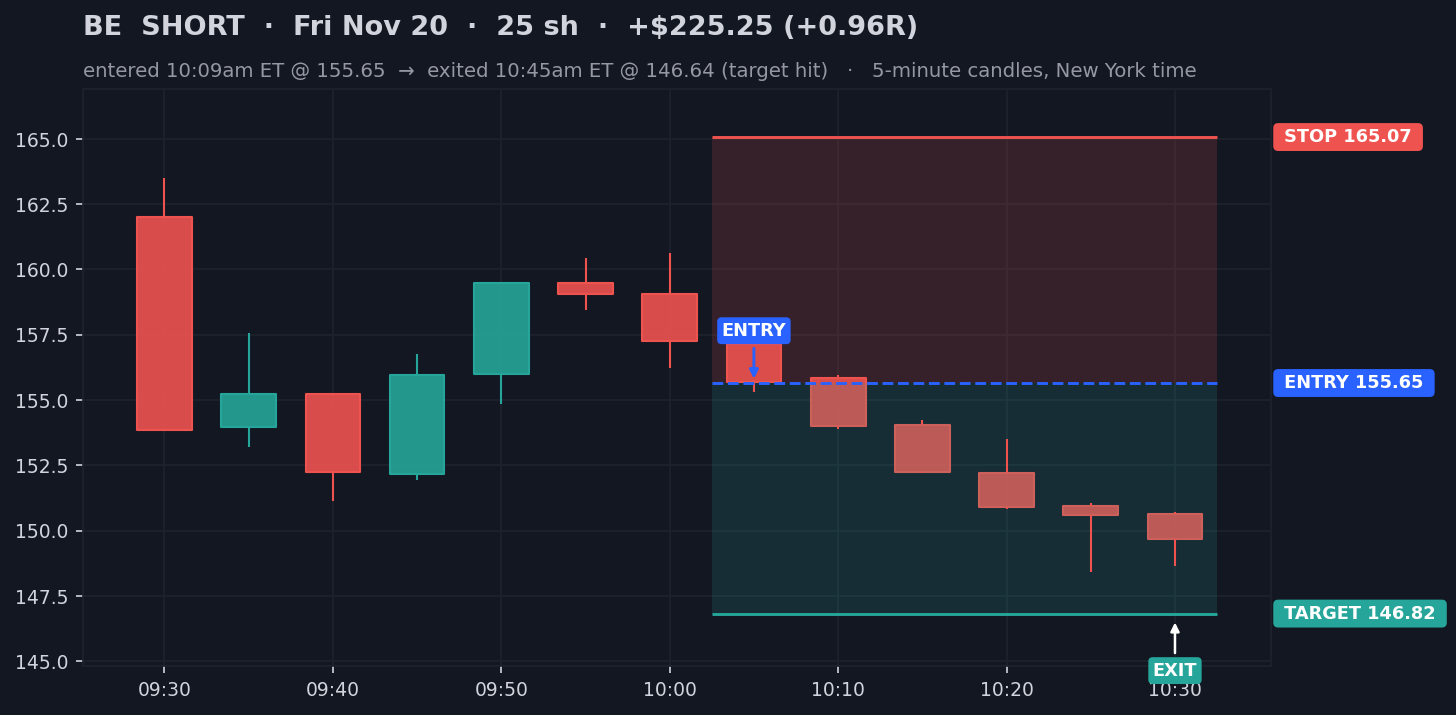 BE SHORT · Fri Nov 20 · 25 sh · +$225.25 (+0.96R)
entered 10:09am ET @ 155.65 → exited 10:45am ET @ 146.64 (target hit) · 5-minute candles, New York time
165.0
162.5
160.0
157.5
155.0
152.5
150.0
147.5
145.0
STOP 165.07
ENTRY
ENTRY 155.65
TARGET 146.82
EXIT
09:30
09:40
09:50
10:00
10:10
10:20
10:30